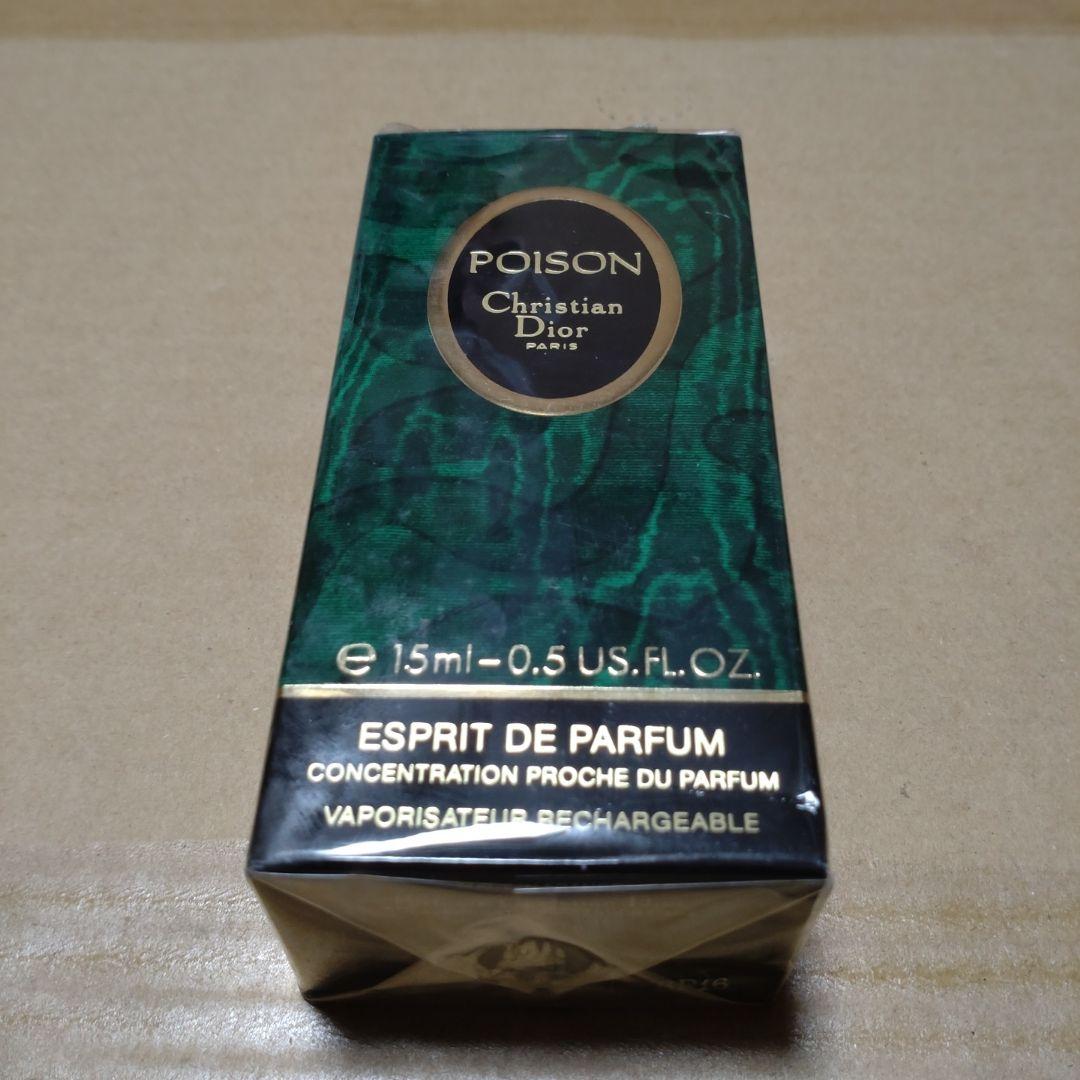 POISON
Christian
Dior
PARIS
e 15ml - 0.5 US.FL.OZ.
ESPRIT DE PARFUM
CONCENTRATION PROCHE DU PARFUM
VAPORISATEUR RECHARGEABLE